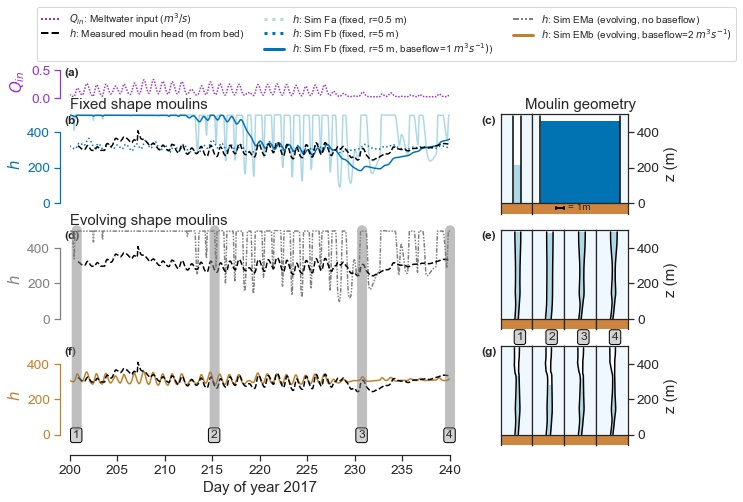 Q_in: Meltwater input (m³/s)
h: Measured moulin head (m from bed)
h: Sim Fa (fixed, r=0.5 m)
h: Sim Fb (fixed, r=5 m)
h: Sim Fb (fixed, r=5 m, baseflow=1 m³s⁻¹))
h: Sim EMa (evolving, no baseflow)
h: Sim EMb (evolving, baseflow=2 m³s⁻¹)
0.5
0.0
Q_in
(a)
Fixed shape moulins
Moulin geometry
(b)
400
200
0
h
(c)
= 1m
400
200
0
z (m)
Evolving shape moulins
(d)
400
200
0
h
(e)
400
200
0
z (m)
1
2
3
4
(f)
400
200
0
h
1
2
3
4
(g)
400
200
0
z (m)
200
205
210
215
220
225
230
235
240
Day of year 2017